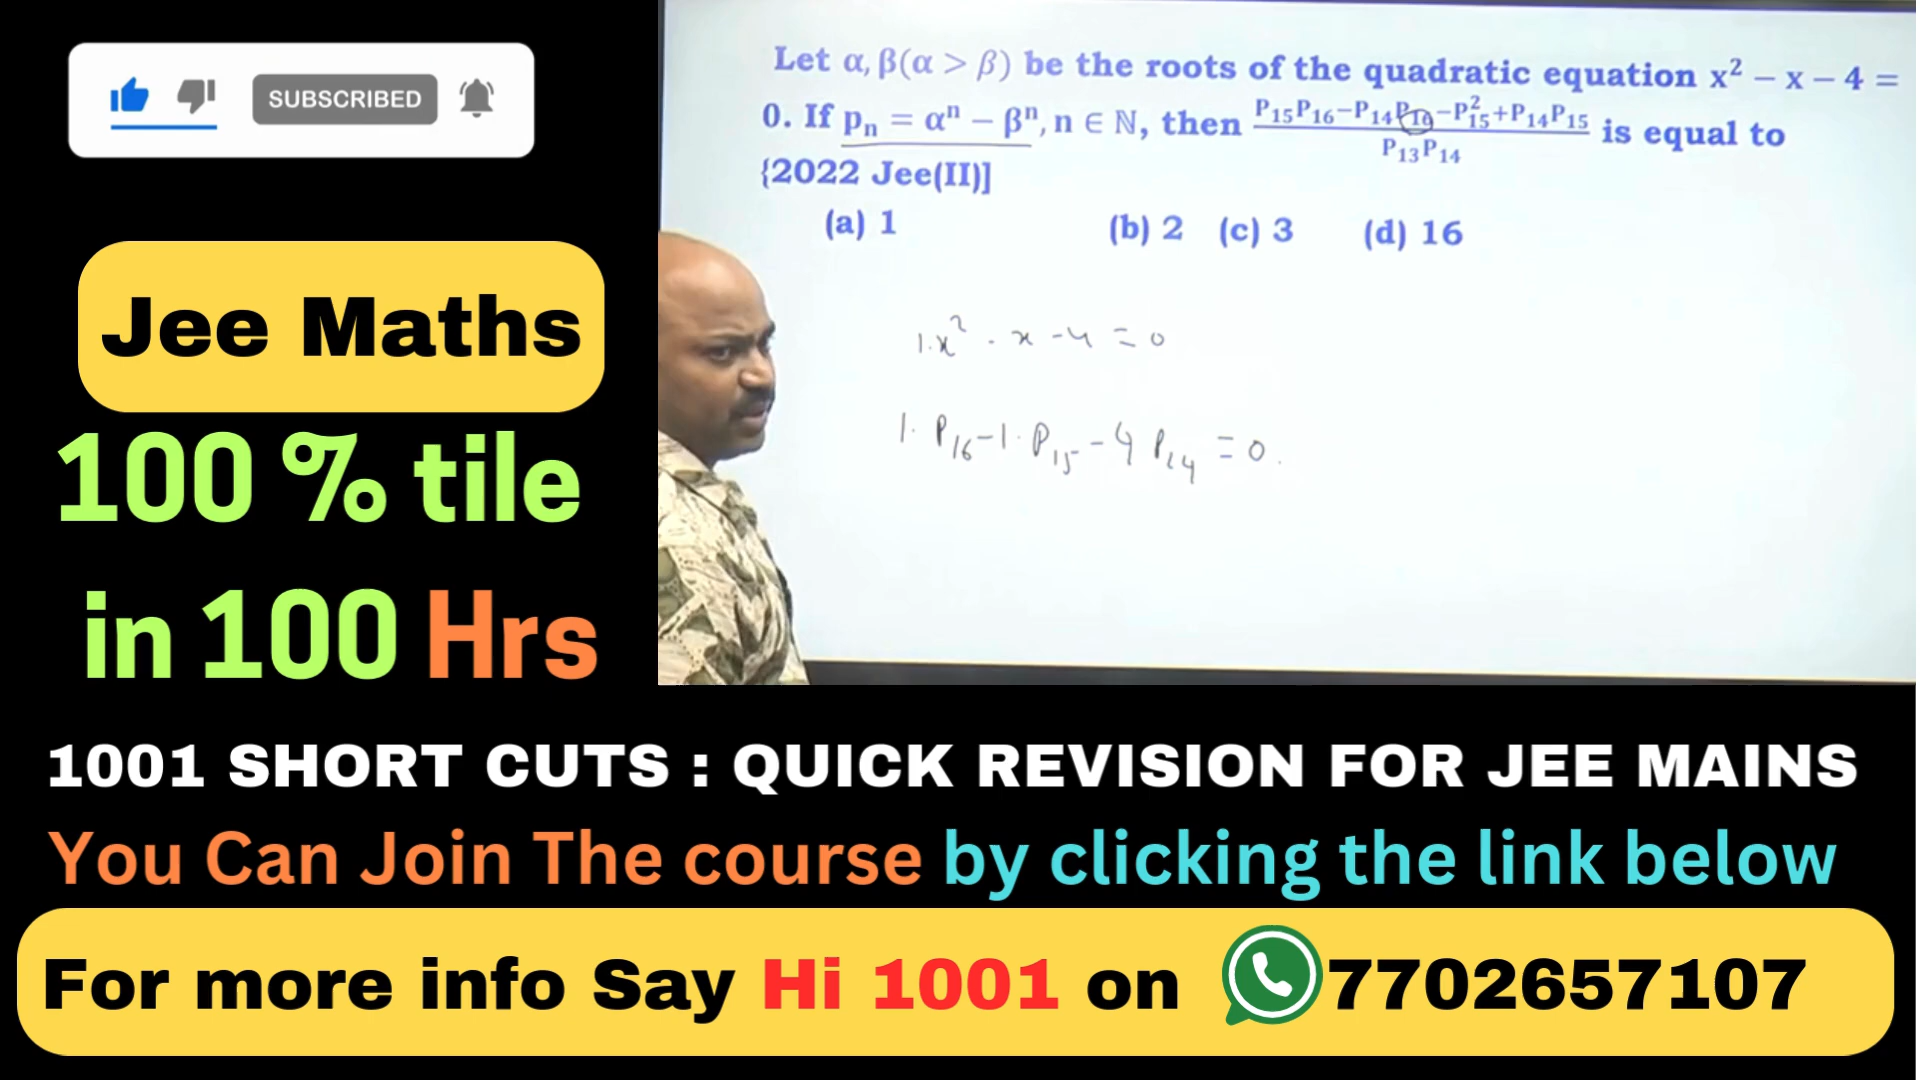 SUBSCRIBED
Jee Maths
100 % tile
in 100 Hrs
Let α, β(α > β) be the roots of the quadratic equation x² − x − 4 =
0. If pₙ = αⁿ − βⁿ, n ∈ ℕ, then (P₁₅P₁₆−P₁₄P₁₆−P₁₅²+P₁₄P₁₅)/(P₁₃P₁₄) is equal to
{2022 Jee(II)]
(a) 1 (b) 2 (c) 3 (d) 16
1.x² - x - 4 = 0
1. P₁₆ - 1. P₁₅ - 4 P₁₄ = 0.
1001 SHORT CUTS : QUICK REVISION FOR JEE MAINS
You Can Join The course by clicking the link below
For more info Say Hi 1001 on 7702657107